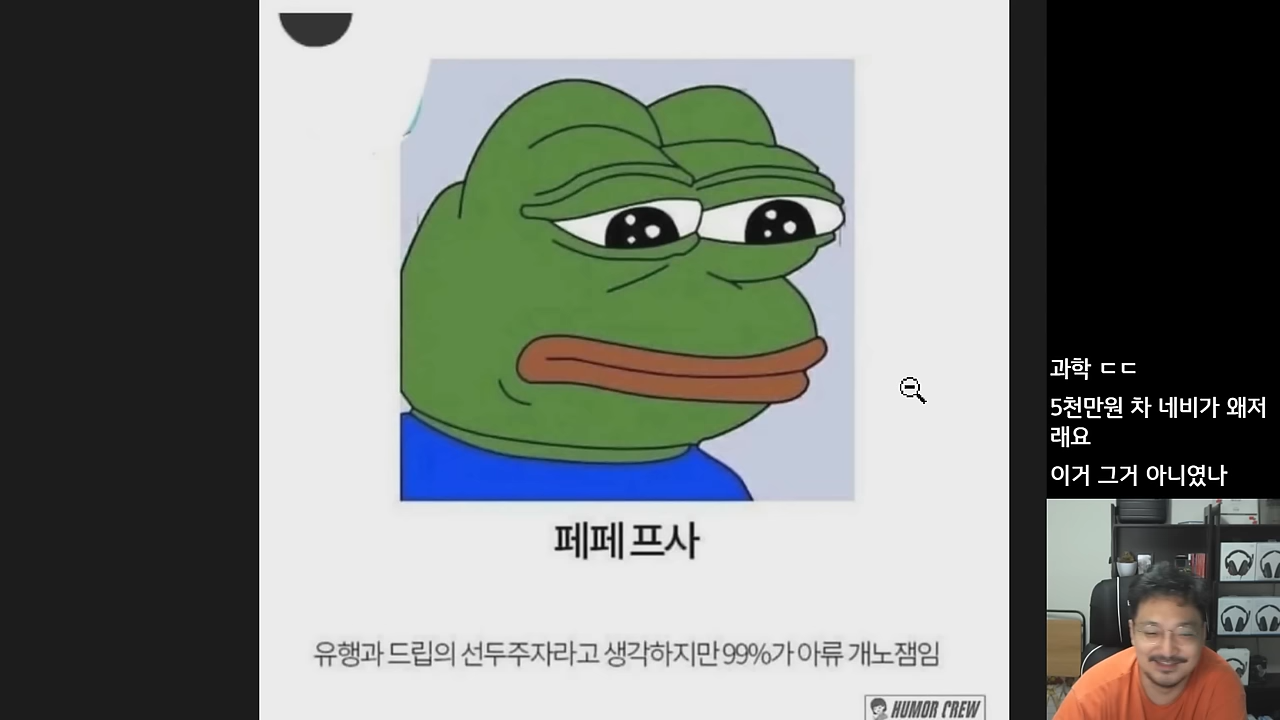 페페 프사
유행과 드립의 선두주자라고 생각하지만 99%가 아류 개노잼임
HUMOR CREW
과학 ㄷㄷ
5천만원 차 네비가 왜저
래요
이거 그거 아니였나